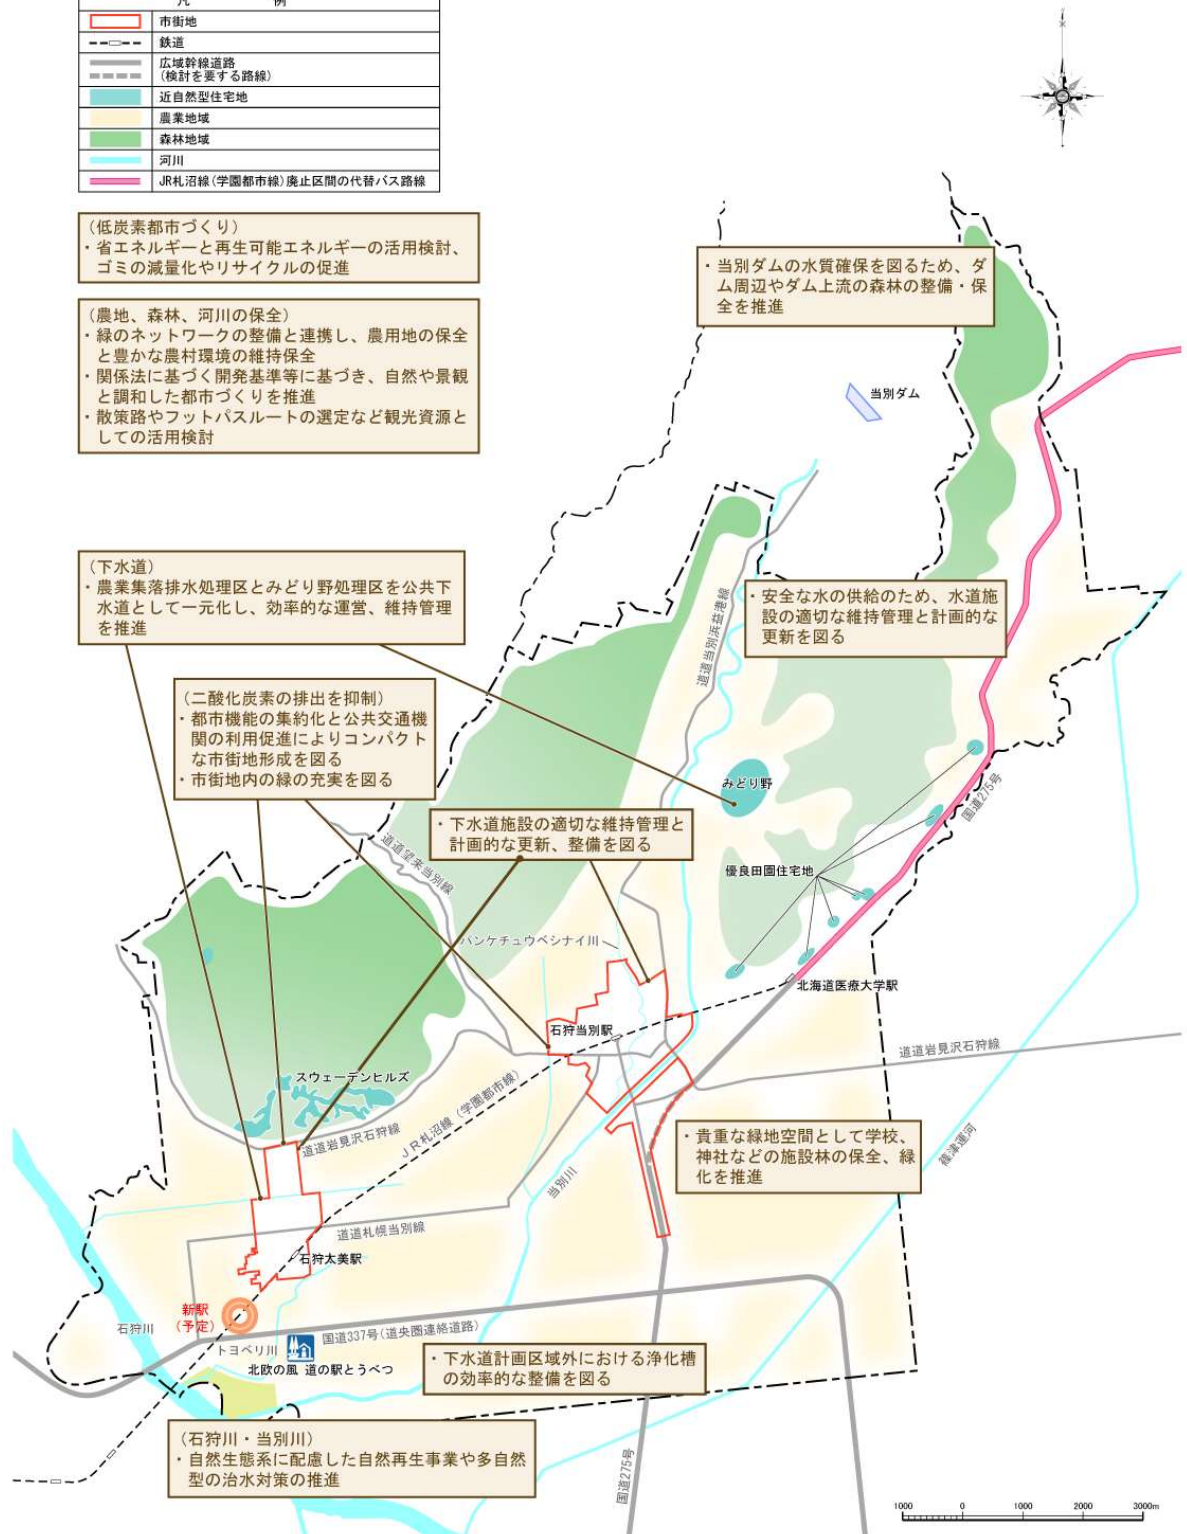 凡 例
市街地
鉄道
広域幹線道路
(検討を要する路線)
近自然型住宅地
農業地域
森林地域
河川
JR札沼線(学園都市線)廃止区間の代替バス路線
(低炭素都市づくり)
・省エネルギーと再生可能エネルギーの活用検討、
ゴミの減量化やリサイクルの促進
(農地、森林、河川の保全)
・緑のネットワークの整備と連携し、農用地の保全
と豊かな農村環境の維持保全
・関係法に基づく開発基準等に基づき、自然や景観
と調和した都市づくりを推進
・散策路やフットパスルートの選定など観光資源と
しての活用検討
・当別ダムの水質確保を図るため、ダ
ム周辺やダム上流の森林の整備・保
全を推進
当別ダム
(下水道)
・農業集落排水処理区とみどり野処理区を公共下
水道として一元化し、効率的な運営、維持管理
を推進
・安全な水の供給のため、水道施
設の適切な維持管理と計画的な
更新を図る
道道当別浜益港線
(二酸化炭素の排出を抑制)
・都市機能の集約化と公共交通機
関の利用促進によりコンパクト
な市街地形成を図る
・市街地内の緑の充実を図る
みどり野
国道275号
・下水道施設の適切な維持管理と
計画的な更新、整備を図る
道道望来当別線
優良田園住宅地
パンケチュウベシナイ川
北海道医療大学駅
石狩当別駅
道道岩見沢石狩線
スウェーデンヒルズ
JR札沼線(学園都市線)
道道岩見沢石狩線
・貴重な緑地空間として学校、
神社などの施設林の保全、緑
化を推進
篠津運河
当別川
道道札幌当別線
石狩太美駅
新駅
(予定)
石狩川
トヨベリ川
国道337号(道央圏連絡道路)
北欧の風 道の駅とうべつ
・下水道計画区域外における浄化槽
の効率的な整備を図る
(石狩川・当別川)
・自然生態系に配慮した自然再生事業や多自然
型の治水対策の推進
国道275号
1000 0 1000 2000 3000m